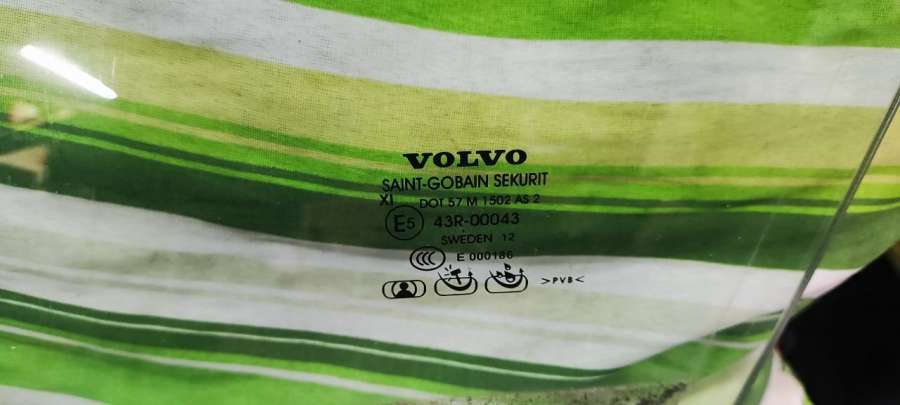 VOLVO
SAINT-GOBAIN SEKURIT
XI DOT 57 M 1502 AS 2
E5 43R-00043
SWEDEN 12
CCC E 000186
>PVB<